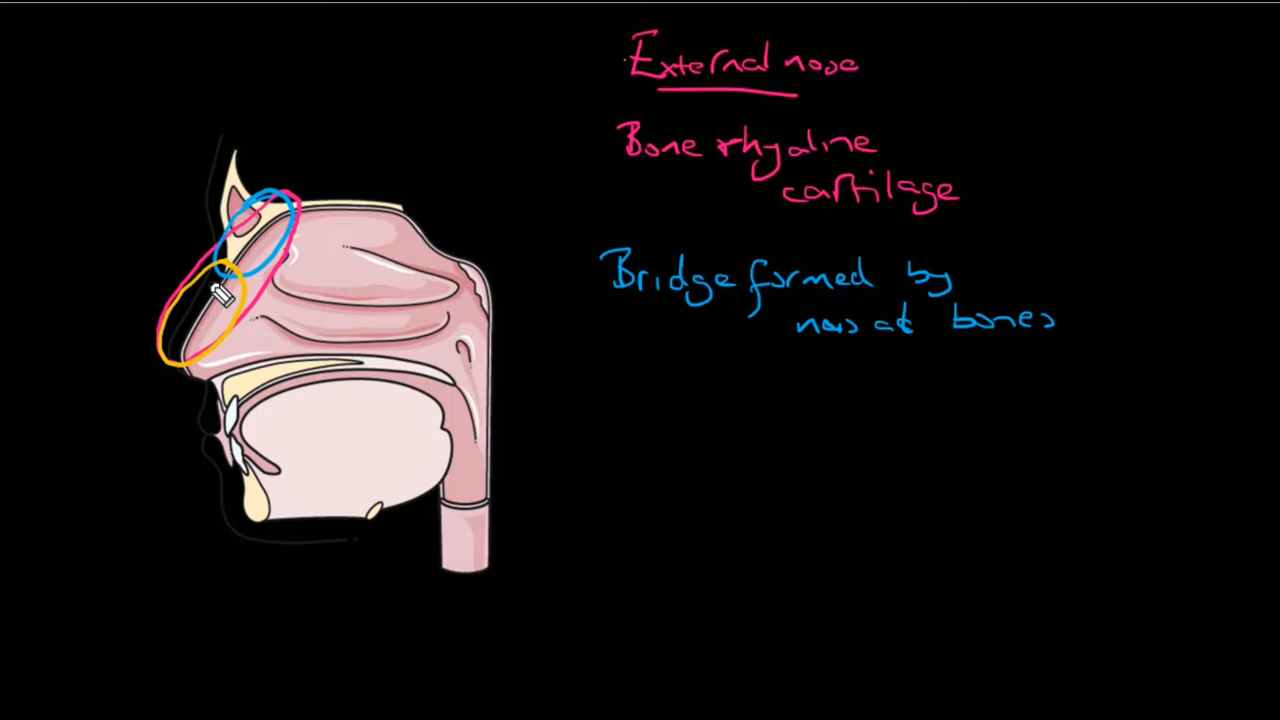 External nose
Bone + hyaline
cartilage
Bridge formed by
nasal bones